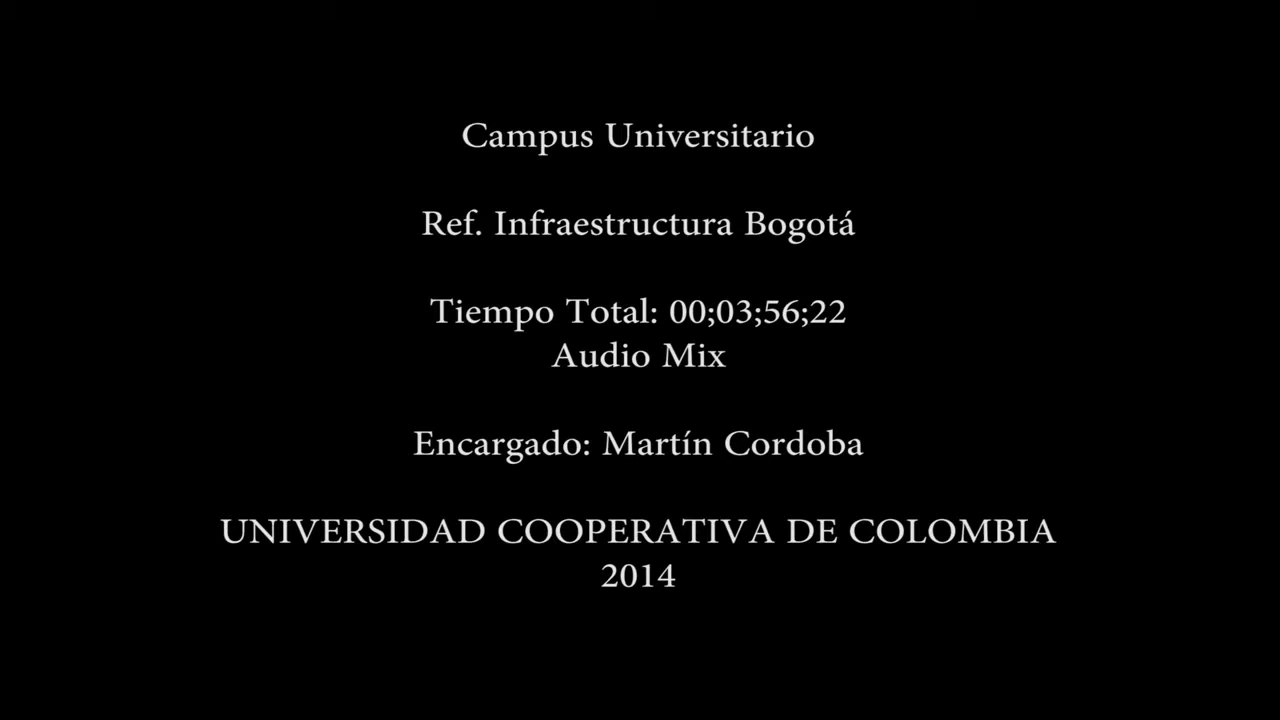 Campus Universitario
Ref. Infraestructura Bogotá
Tiempo Total: 00;03;56;22
Audio Mix
Encargado: Martín Cordoba
UNIVERSIDAD COOPERATIVA DE COLOMBIA
2014